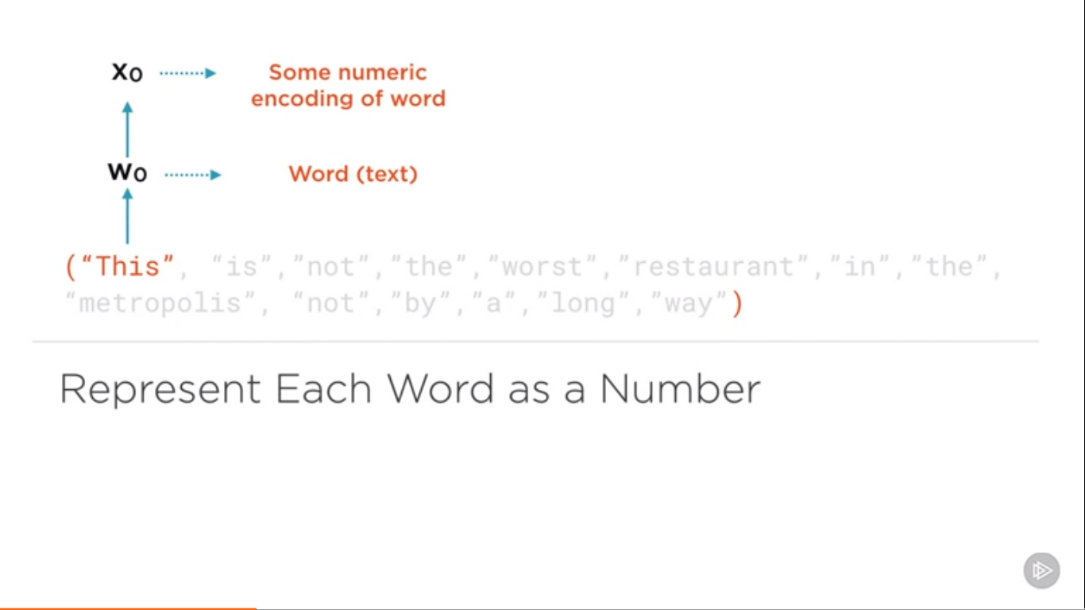 x0
Some numeric
encoding of word
w0
Word (text)
(“This”, “is”,“not”,“the”,“worst”,“restaurant”,“in”,“the”,
“metropolis”, “not”,“by”,“a”,“long”,“way”)
Represent Each Word as a Number